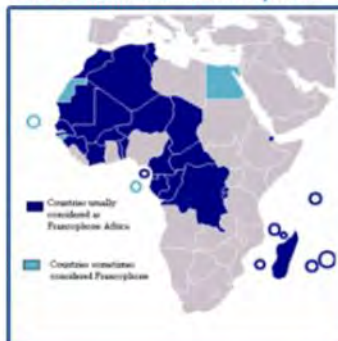 Countries usually
considered as
Francophone Africa
Countries sometimes
considered Francophone